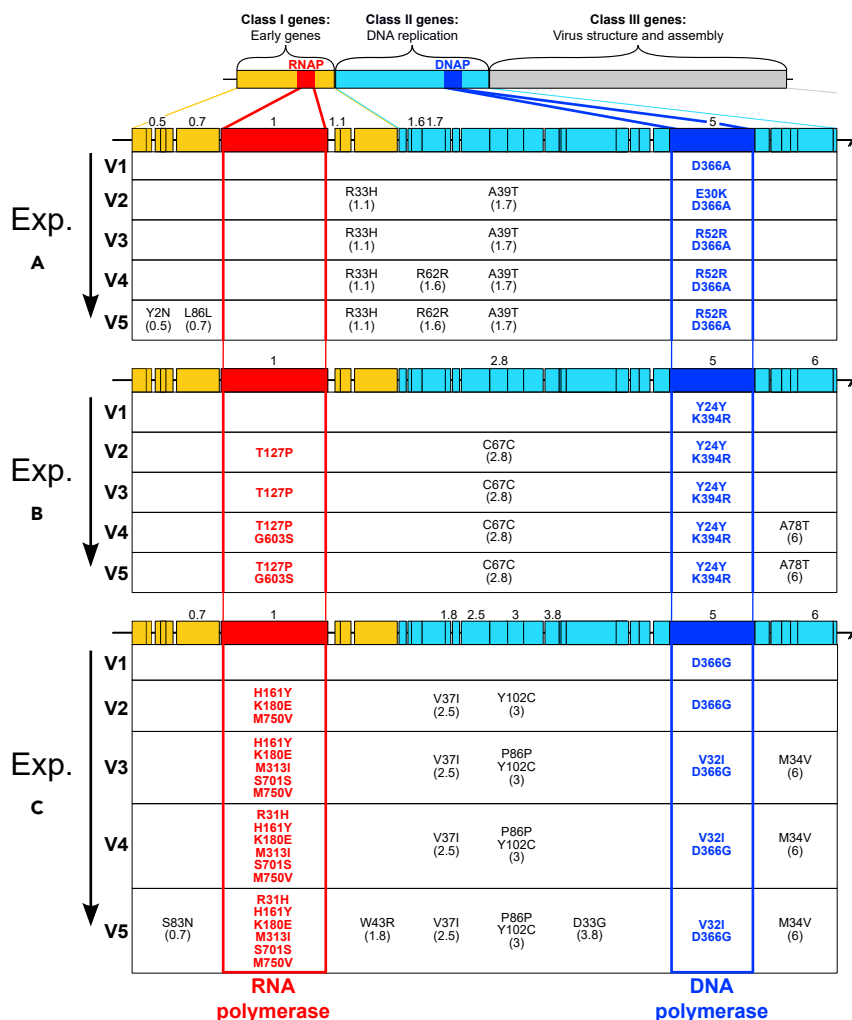 Class I genes: Class II genes: Class III genes:
Early genes DNA replication Virus structure and assembly
RNAP DNAP
0.5 0.7 1 1.1 1.6 1.7 5
V1 D366A
V2 R33H (1.1) A39T (1.7) E30K D366A
Exp.
A
V3 R33H (1.1) A39T (1.7) R52R D366A
V4 R33H (1.1) R62R (1.6) A39T (1.7) R52R D366A
V5 Y2N (0.5) L86L (0.7) R33H (1.1) R62R (1.6) A39T (1.7) R52R D366A
1 2.8 5 6
V1 Y24Y K394R
V2 T127P C67C (2.8) Y24Y K394R
Exp.
B
V3 T127P C67C (2.8) Y24Y K394R
V4 T127P G603S C67C (2.8) Y24Y K394R A78T (6)
V5 T127P G603S C67C (2.8) Y24Y K394R A78T (6)
0.7 1 1.8 2.5 3 3.8 5 6
V1 D366G
V2 H161Y K180E M750V V37I (2.5) Y102C (3) D366G
Exp.
C
V3 H161Y K180E M313I S701S M750V V37I (2.5) P86P Y102C (3) V32I D366G M34V (6)
V4 R31H H161Y K180E M313I S701S M750V V37I (2.5) P86P Y102C (3) V32I D366G M34V (6)
V5 S83N (0.7) R31H H161Y K180E M313I S701S M750V W43R (1.8) V37I (2.5) P86P Y102C (3) D33G (3.8) V32I D366G M34V (6)
RNA DNA
polymerase polymerase